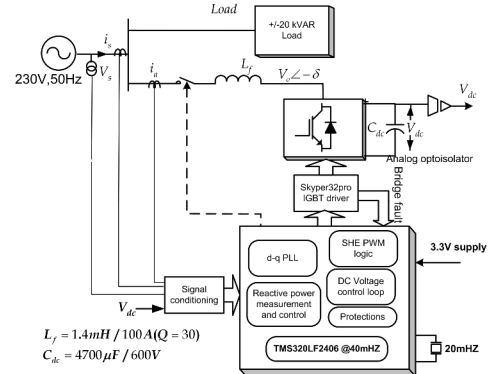 Load
+/-20 kVAR
Load
i_s
V_s
230V,50Hz
i_a
L_f
V_o∠−δ
C_dc
V_dc
V_dc
Analog optoisolator
Skyper32pro
IGBT driver
Bridge fault
3.3V supply
d-q PLL
SHE PWM
logic
Signal
conditioning
V_dc
Reactive power
measurement
and control
DC Voltage
control loop
Protections
TMS320LF2406 @40mHZ
20mHZ
L_f = 1.4mH / 100A(Q = 30)
C_dc = 4700μF / 600V